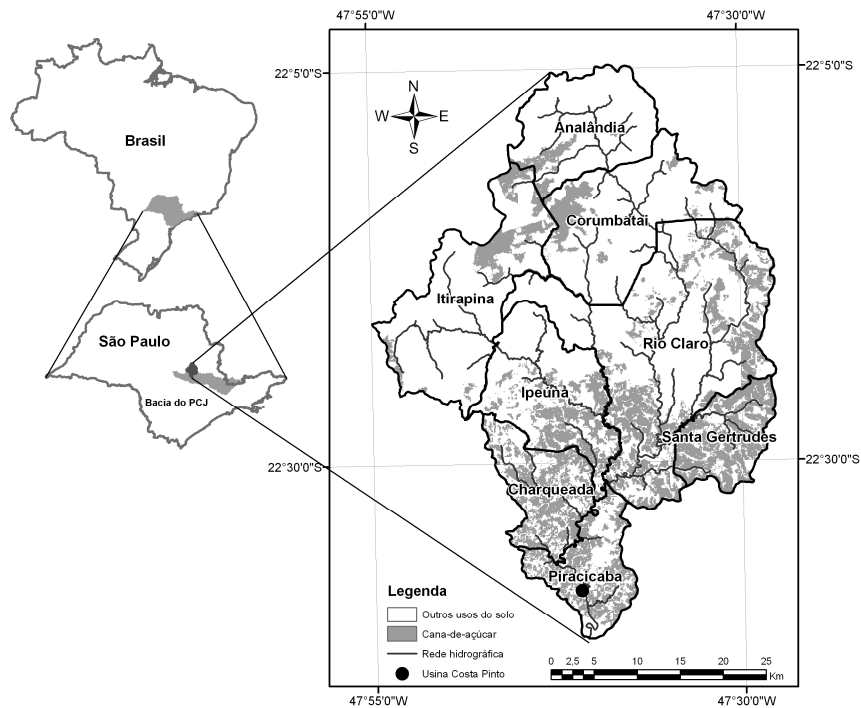 47°55'0"W
47°30'0"W
22°5'0"S
22°5'0"S
N
W
E
S
Brasil
São Paulo
Bacia do PCJ
Analândia
Corumbataí
Itirapina
Rio Claro
Ipeúna
Santa Gertrudes
22°30'0"S
22°30'0"S
Charqueada
Piracicaba
Legenda
Outros usos do solo
Cana-de-açúcar
Rede hidrográfica
Usina Costa Pinto
0 2,5 5 10 15 20 25
Km
47°55'0"W
47°30'0"W